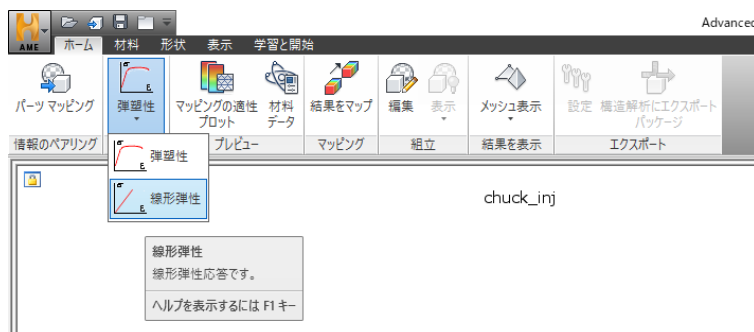 Advanced
AME
ホーム 材料 形状 表示 学習と開始
パーツ マッピング 弾塑性 マッピングの適性 プロット 材料 データ 結果をマップ 編集 表示 メッシュ表示 設定 構造解析にエクスポート パッケージ
情報のペアリング プレビュー マッピング 組立 結果を表示 エクスポート
σ ε 弾塑性
σ ε 線形弾性
chuck_inj
線形弾性
線形弾性応答です。
ヘルプを表示するには F1 キー